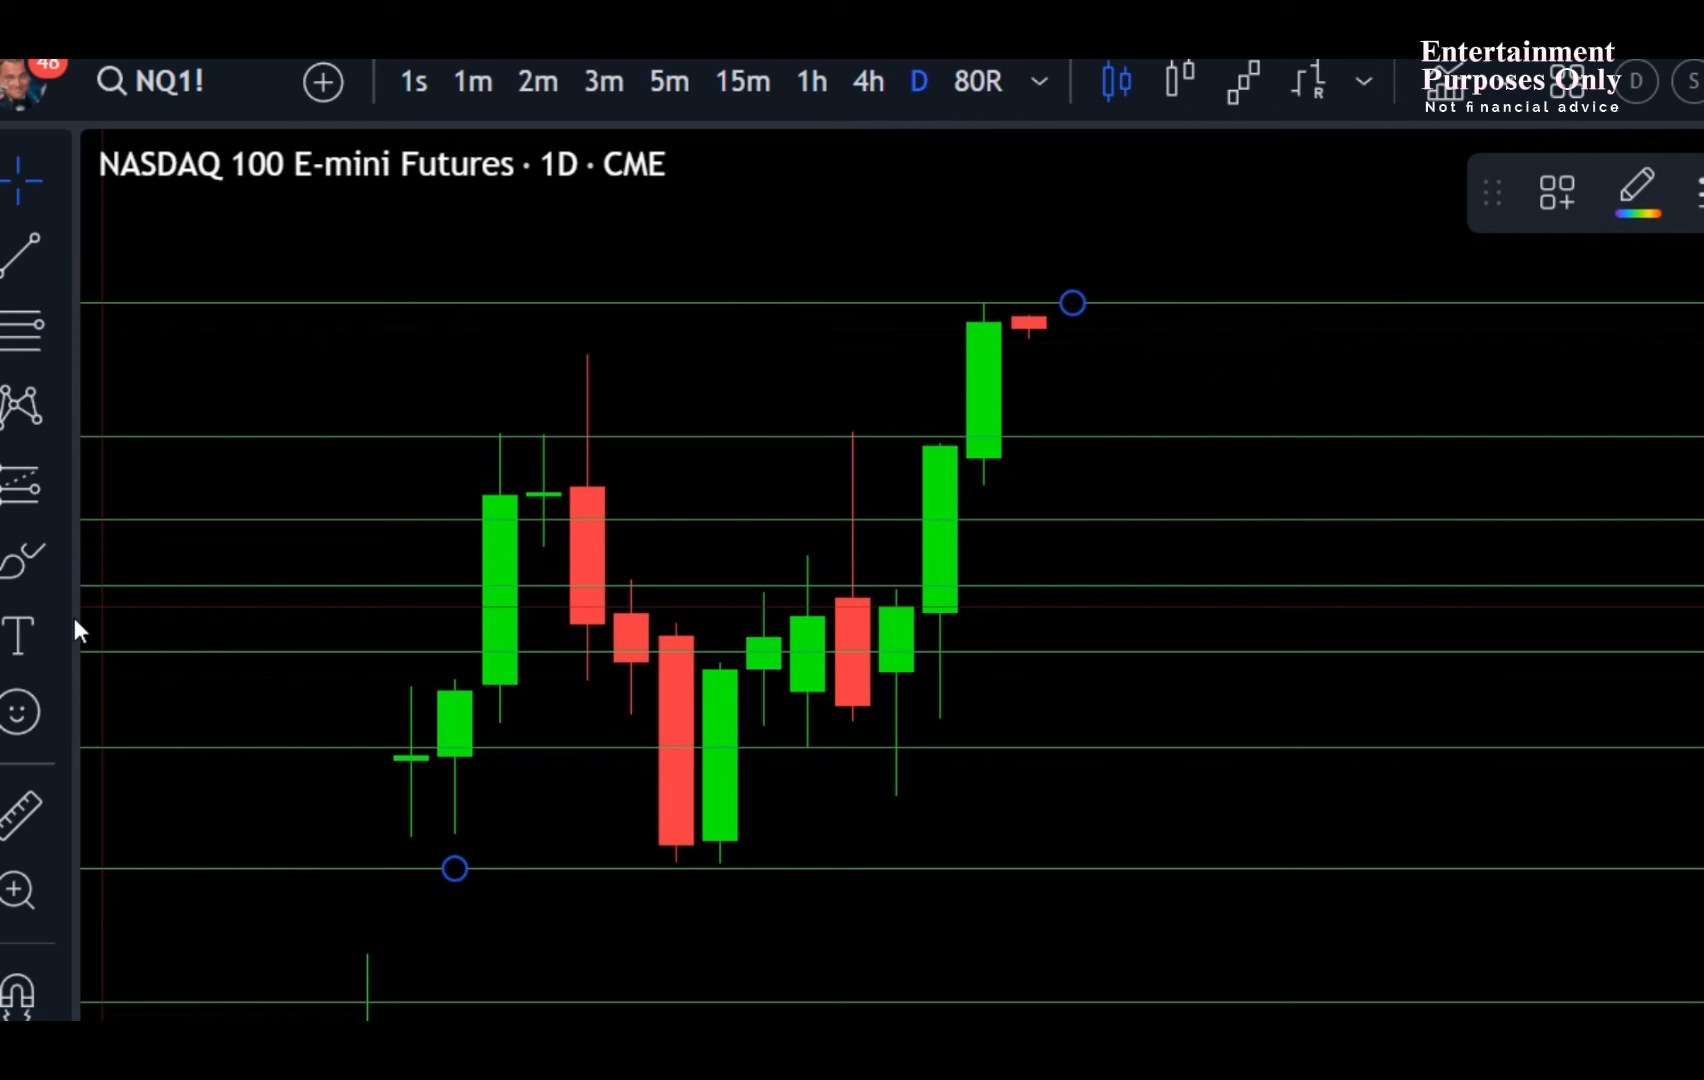 48
NQ1!
1s 1m 2m 3m 5m 15m 1h 4h D 80R
R
Entertainment
Purposes Only
Not financial advice
D
S
NASDAQ 100 E-mini Futures · 1D · CME
T